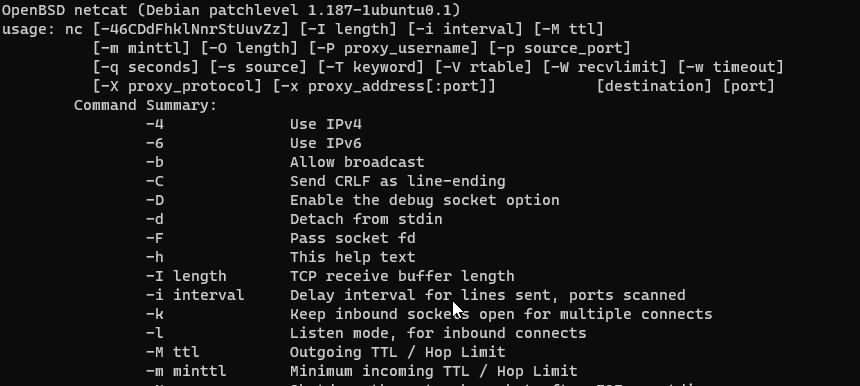 OpenBSD netcat (Debian patchlevel 1.187-1ubuntu0.1)
usage: nc [-46CDdFhklNnrStUuvZz] [-I length] [-i interval] [-M ttl]
          [-m minttl] [-O length] [-P proxy_username] [-p source_port]
          [-q seconds] [-s source] [-T keyword] [-V rtable] [-W recvlimit] [-w timeout]
          [-X proxy_protocol] [-x proxy_address[:port]]           [destination] [port]
        Command Summary:
                -4              Use IPv4
                -6              Use IPv6
                -b              Allow broadcast
                -C              Send CRLF as line-ending
                -D              Enable the debug socket option
                -d              Detach from stdin
                -F              Pass socket fd
                -h              This help text
                -I length       TCP receive buffer length
                -i interval     Delay interval for lines sent, ports scanned
                -k              Keep inbound sockets open for multiple connects
                -l              Listen mode, for inbound connects
                -M ttl          Outgoing TTL / Hop Limit
                -m minttl       Minimum incoming TTL / Hop Limit